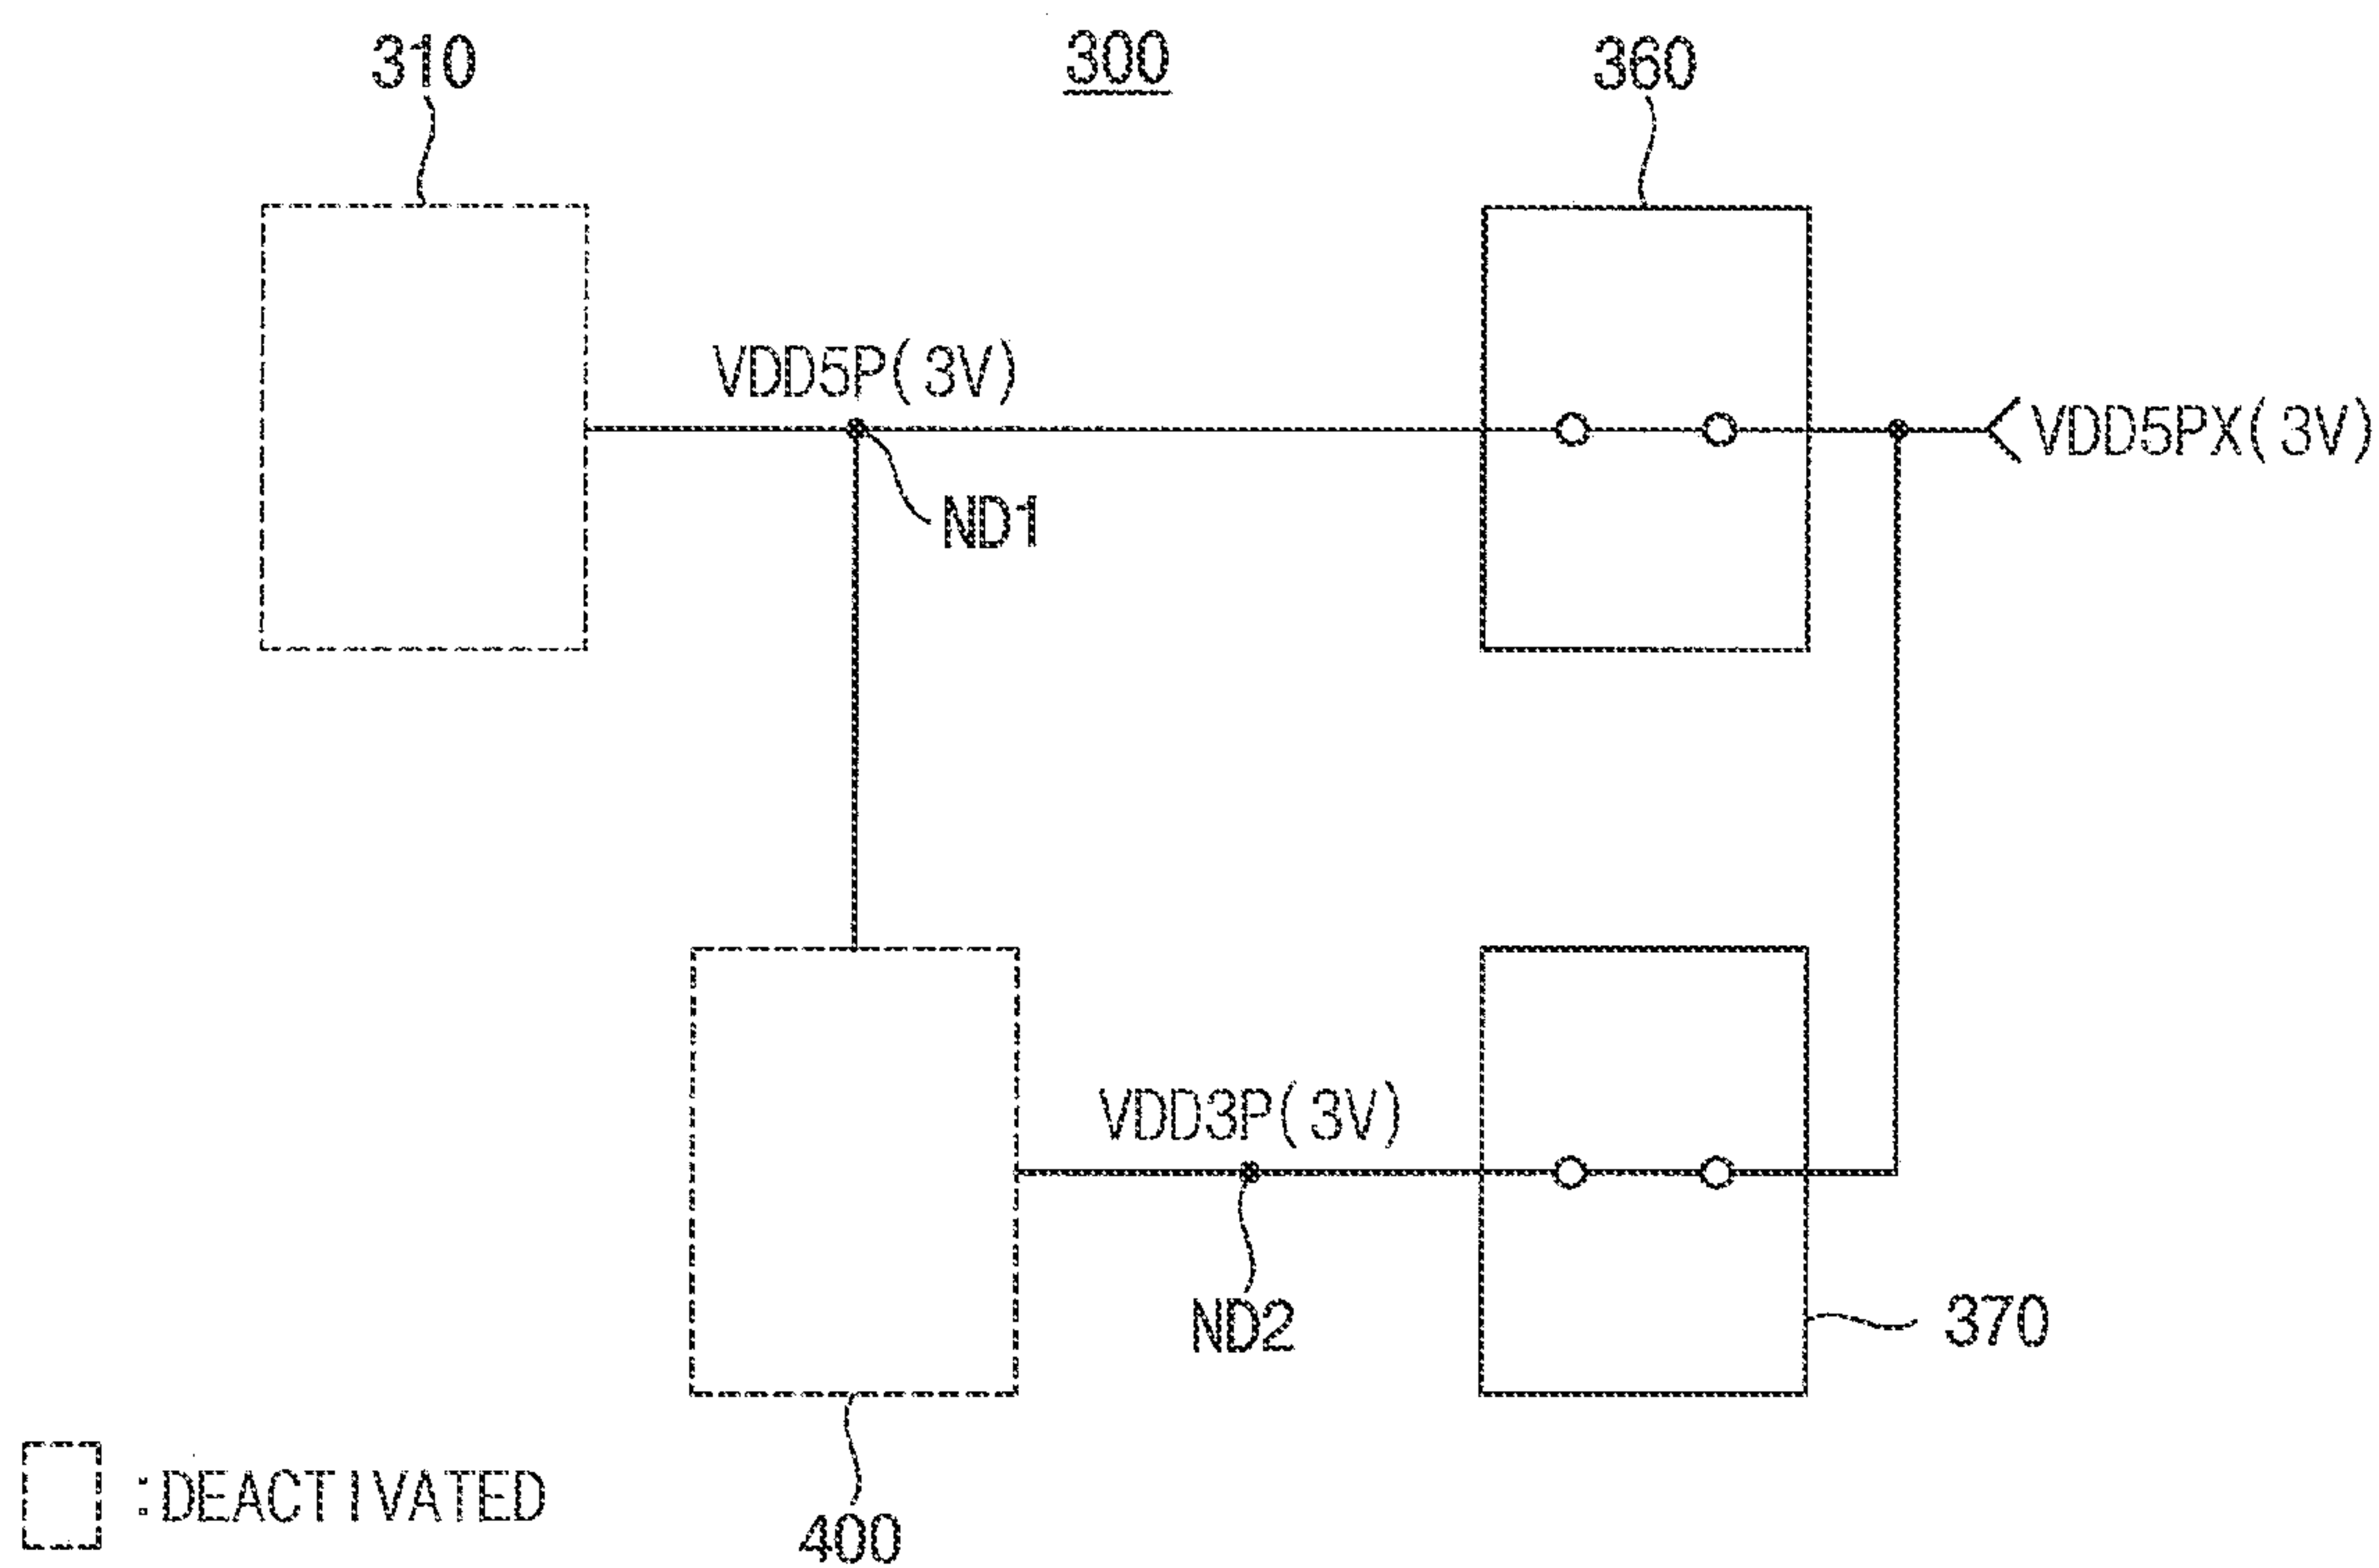 310
300
360
VDD5P(3V)
VDD5PX(3V)
ND1
VDD3P(3V)
ND2
370
:DEACTIVATED
400